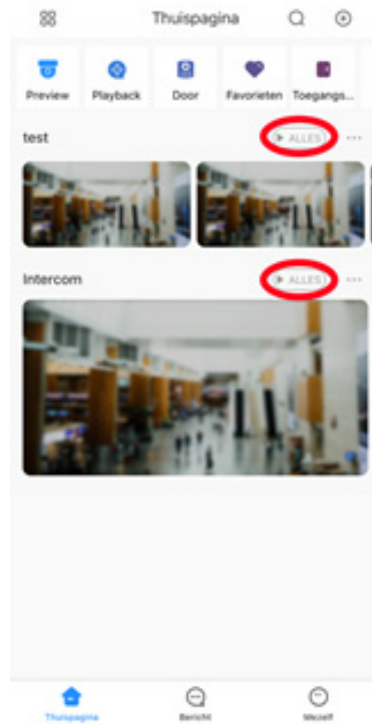 Thuispagina
Preview Playback Door Favorieten Toegangs...
test ALLES
Intercom ALLES
Thuispagina Bericht Mezelf